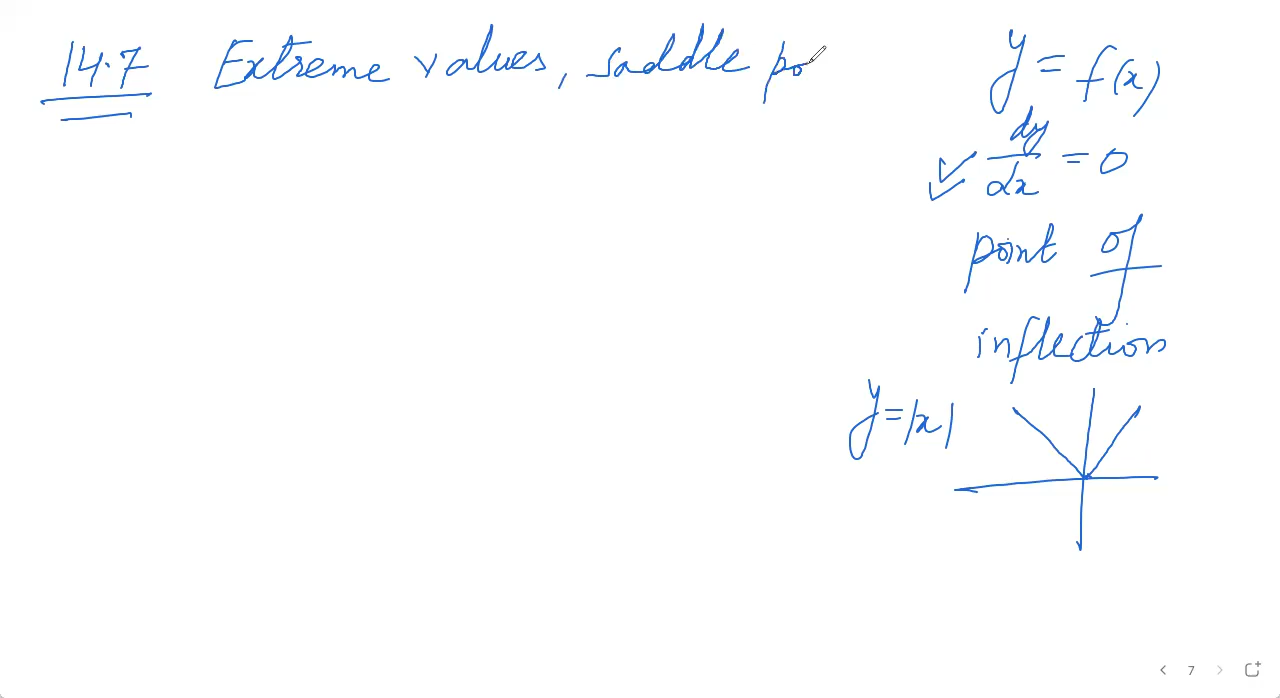 14.7 Extreme values, saddle po
y = f(x)
dy/dx = 0
point of
inflection
y = |x|
7